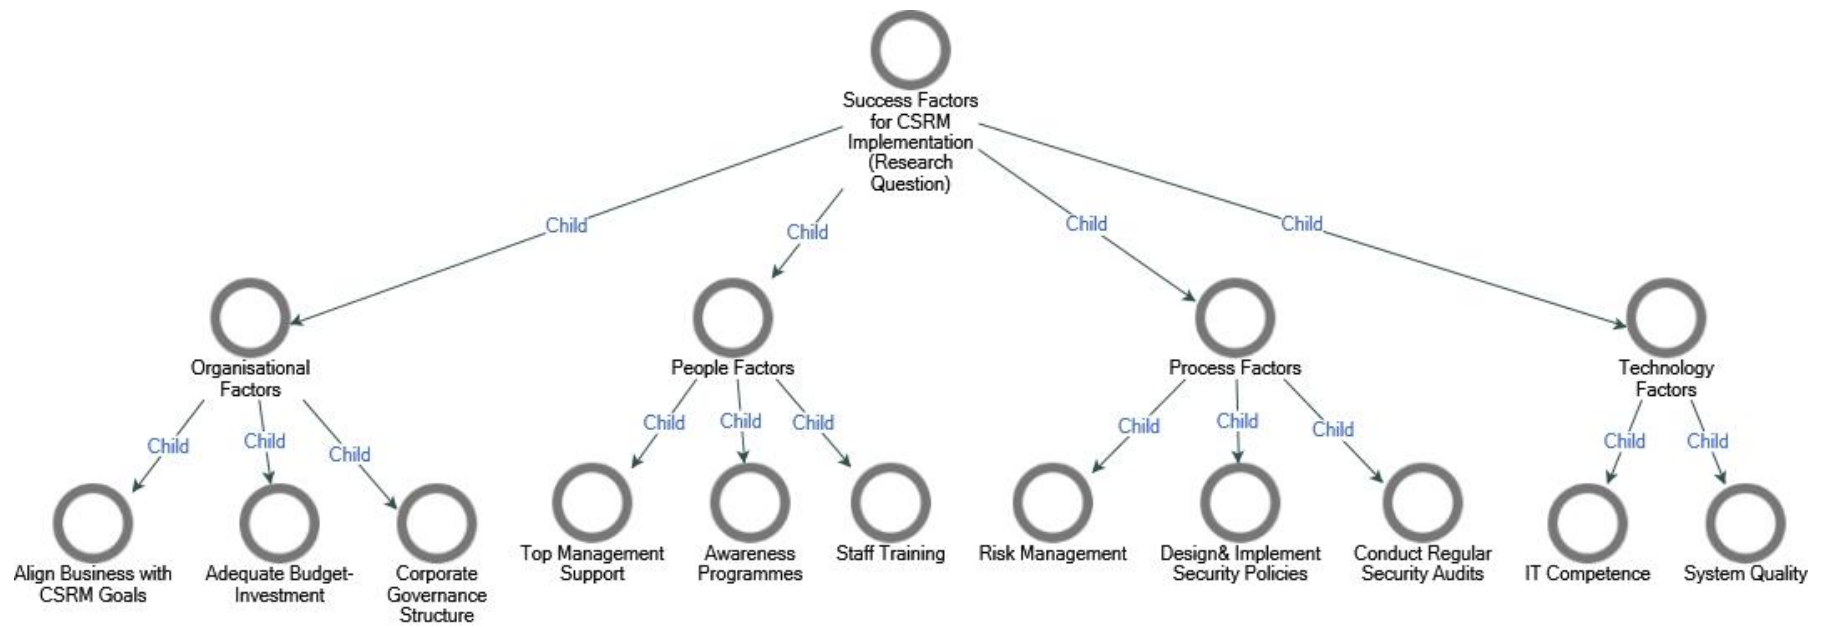 Success Factors
for CSRM
Implementation
(Research
Question)
Child
Child
Child
Child
Organisational
Factors
People Factors
Process Factors
Technology
Factors
Child
Child
Child
Child
Child
Child
Child
Child
Child
Child
Child
Align Business with
CSRM Goals
Adequate Budget-
Investment
Corporate
Governance
Structure
Top Management
Support
Awareness
Programmes
Staff Training
Risk Management
Design& Implement
Security Policies
Conduct Regular
Security Audits
IT Competence
System Quality